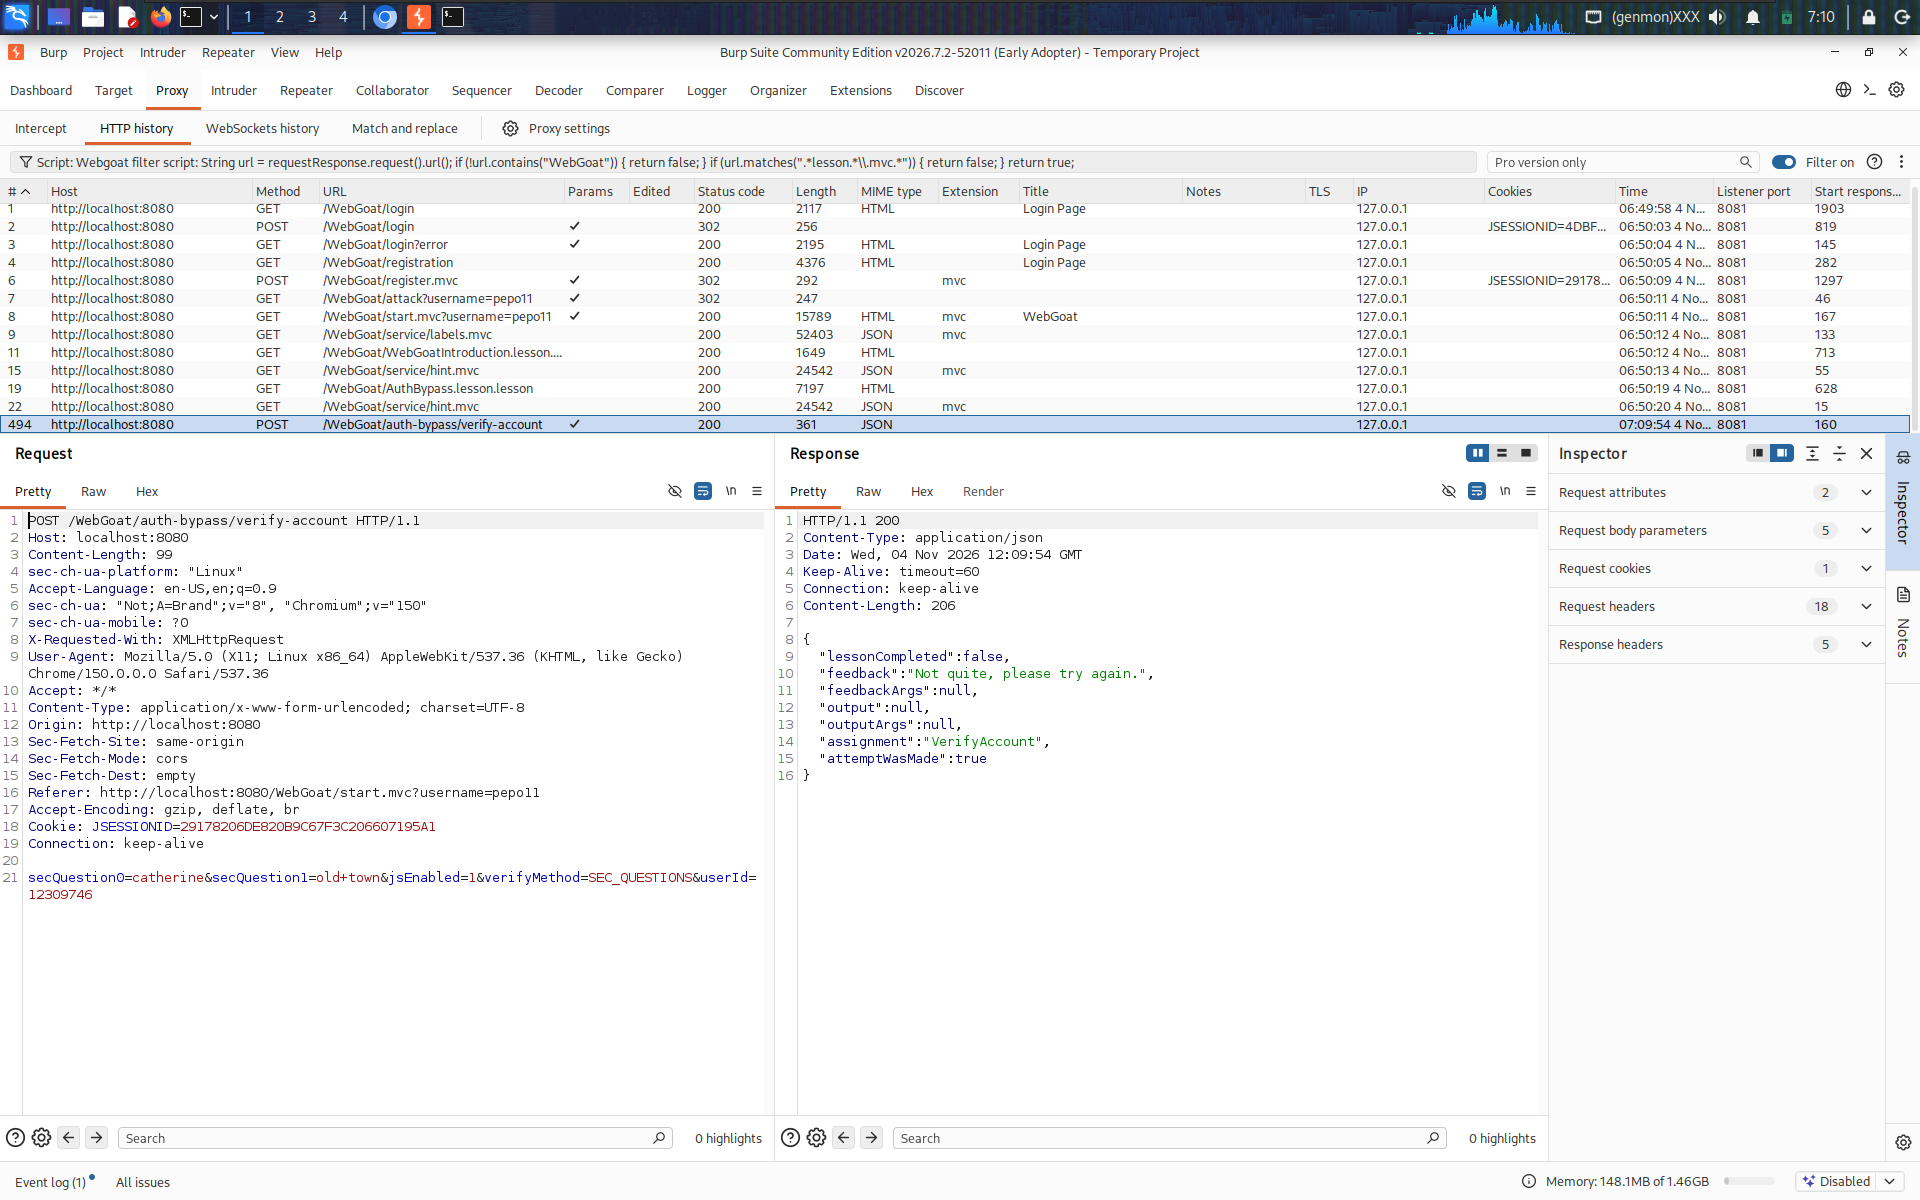 1 2 3 4 (genmon)XXX 7:10
Burp Project Intruder Repeater View Help Burp Suite Community Edition v2026.7.2-52011 (Early Adopter) - Temporary Project
Dashboard Target Proxy Intruder Repeater Collaborator Sequencer Decoder Comparer Logger Organizer Extensions Discover
Intercept HTTP history WebSockets history Match and replace Proxy settings
Script: Webgoat filter script: String url = requestResponse.request().url(); if (!url.contains("WebGoat")) { return false; } if (url.matches(".*lesson.*\\.mvc.*")) { return false; } return true; Pro version only Filter on
# Host Method URL Params Edited Status code Length MIME type Extension Title Notes TLS IP Cookies Time Listener port Start respons...
1 http://localhost:8080 GET /WebGoat/login 200 2117 HTML Login Page 127.0.0.1 06:49:58 4 N... 8081 1903
2 http://localhost:8080 POST /WebGoat/login ✓ 302 256 127.0.0.1 JSESSIONID=4DBF... 06:50:03 4 No... 8081 819
3 http://localhost:8080 GET /WebGoat/login?error ✓ 200 2195 HTML Login Page 127.0.0.1 06:50:04 4 No... 8081 145
4 http://localhost:8080 GET /WebGoat/registration 200 4376 HTML Login Page 127.0.0.1 06:50:05 4 No... 8081 282
6 http://localhost:8080 POST /WebGoat/register.mvc ✓ 302 292 mvc 127.0.0.1 JSESSIONID=29178... 06:50:09 4 No... 8081 1297
7 http://localhost:8080 GET /WebGoat/attack?username=pepo11 ✓ 302 247 127.0.0.1 06:50:11 4 No... 8081 46
8 http://localhost:8080 GET /WebGoat/start.mvc?username=pepo11 ✓ 200 15789 HTML mvc WebGoat 127.0.0.1 06:50:11 4 No... 8081 167
9 http://localhost:8080 GET /WebGoat/service/labels.mvc 200 52403 JSON mvc 127.0.0.1 06:50:12 4 No... 8081 133
11 http://localhost:8080 GET /WebGoat/WebGoatIntroduction.lesson.... 200 1649 HTML 127.0.0.1 06:50:12 4 No... 8081 713
15 http://localhost:8080 GET /WebGoat/service/hint.mvc 200 24542 JSON mvc 127.0.0.1 06:50:13 4 No... 8081 55
19 http://localhost:8080 GET /WebGoat/AuthBypass.lesson.lesson 200 7197 HTML 127.0.0.1 06:50:19 4 No... 8081 628
22 http://localhost:8080 GET /WebGoat/service/hint.mvc 200 24542 JSON mvc 127.0.0.1 06:50:20 4 No... 8081 15
494 http://localhost:8080 POST /WebGoat/auth-bypass/verify-account ✓ 200 361 JSON 127.0.0.1 07:09:54 4 No... 8081 160
Request
Pretty Raw Hex \n
1 POST /WebGoat/auth-bypass/verify-account HTTP/1.1
2 Host: localhost:8080
3 Content-Length: 99
4 sec-ch-ua-platform: "Linux"
5 Accept-Language: en-US,en;q=0.9
6 sec-ch-ua: "Not;A=Brand";v="8", "Chromium";v="150"
7 sec-ch-ua-mobile: ?0
8 X-Requested-With: XMLHttpRequest
9 User-Agent: Mozilla/5.0 (X11; Linux x86_64) AppleWebKit/537.36 (KHTML, like Gecko)
Chrome/150.0.0.0 Safari/537.36
10 Accept: */*
11 Content-Type: application/x-www-form-urlencoded; charset=UTF-8
12 Origin: http://localhost:8080
13 Sec-Fetch-Site: same-origin
14 Sec-Fetch-Mode: cors
15 Sec-Fetch-Dest: empty
16 Referer: http://localhost:8080/WebGoat/start.mvc?username=pepo11
17 Accept-Encoding: gzip, deflate, br
18 Cookie: JSESSIONID=29178206DE820B9C67F3C206607195A1
19 Connection: keep-alive
20
21 secQuestion0=catherine&secQuestion1=old+town&jsEnabled=1&verifyMethod=SEC_QUESTIONS&userId=
12309746
Search 0 highlights
Response
Pretty Raw Hex Render \n
1 HTTP/1.1 200
2 Content-Type: application/json
3 Date: Wed, 04 Nov 2026 12:09:54 GMT
4 Keep-Alive: timeout=60
5 Connection: keep-alive
6 Content-Length: 206
7
8 {
9 "lessonCompleted":false,
10 "feedback":"Not quite, please try again.",
11 "feedbackArgs":null,
12 "output":null,
13 "outputArgs":null,
14 "assignment":"VerifyAccount",
15 "attemptWasMade":true
16 }
Search 0 highlights
Inspector
Request attributes 2
Request body parameters 5
Request cookies 1
Request headers 18
Response headers 5
Inspector
Notes
Event log (1) All issues Memory: 148.1MB of 1.46GB Disabled